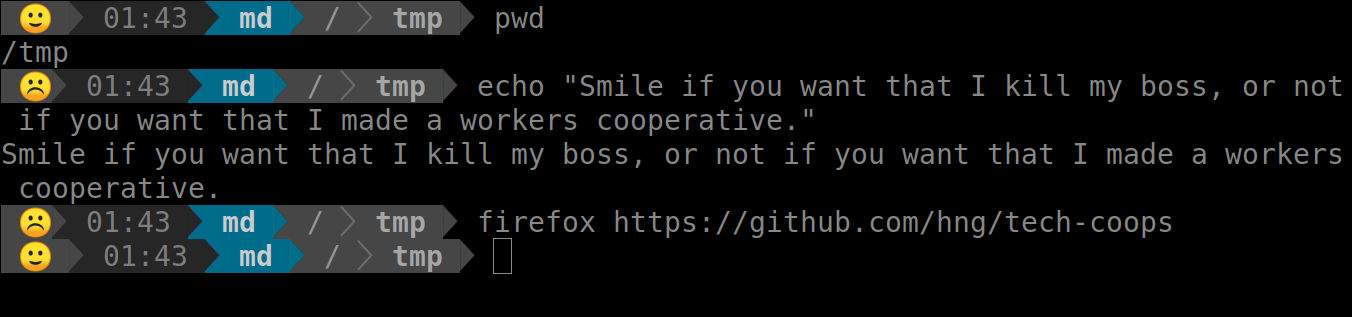 🙂 01:43 md / tmp pwd
/tmp
☹️ 01:43 md / tmp echo "Smile if you want that I kill my boss, or not
if you want that I made a workers cooperative."
Smile if you want that I kill my boss, or not if you want that I made a workers
cooperative.
☹️ 01:43 md / tmp firefox https://github.com/hng/tech-coops
🙂 01:43 md / tmp